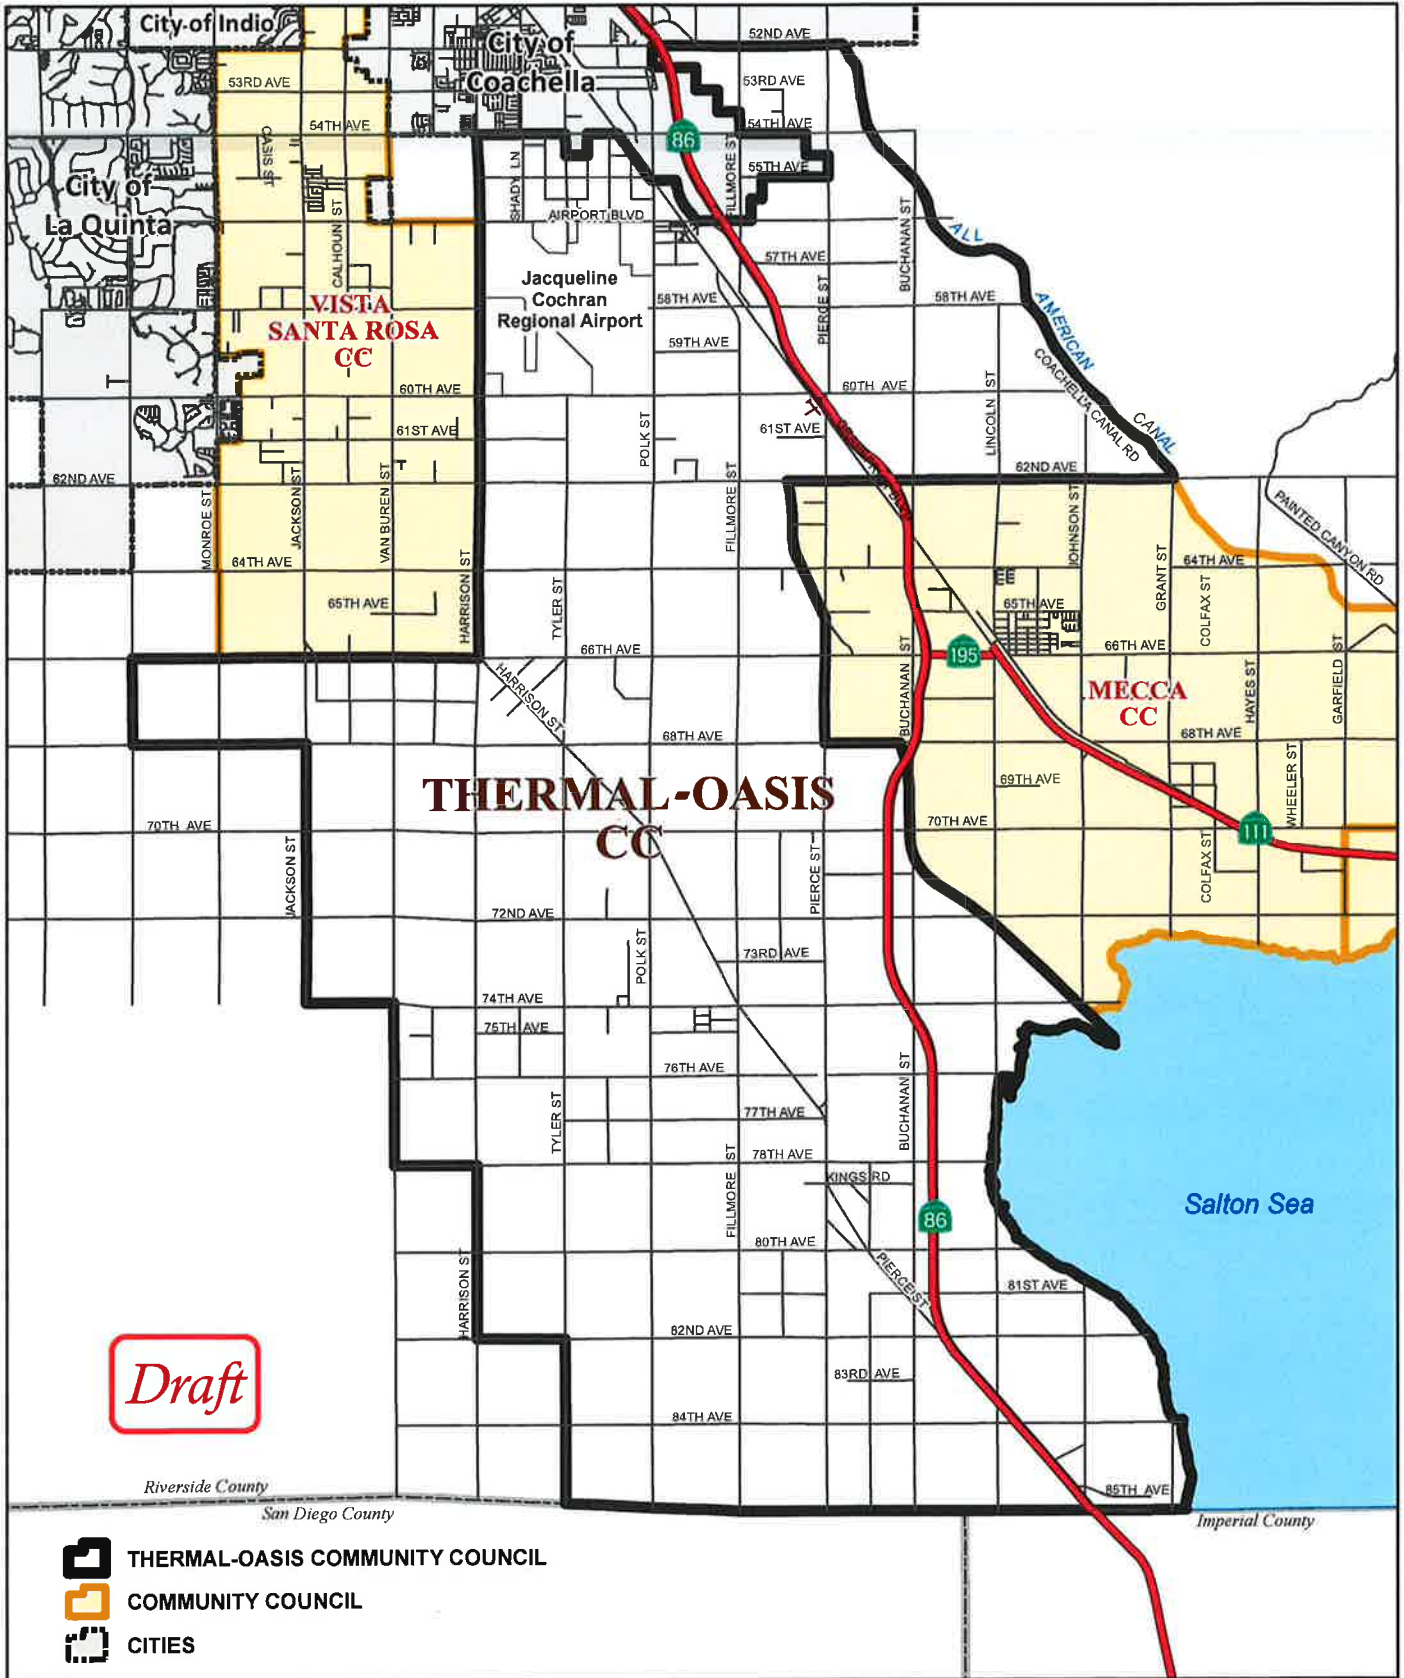 City of Indio
City of
Coachella
52ND AVE
53RD AVE
53RD AVE
54TH AVE
54TH AVE
86
OASIS ST
55TH AVE
City of
La Quinta
SHADY LN
FILLMORE ST
AIRPORT BLVD
CALHOUN ST
BUCHANAN ST
ALL
AMERICAN
CANAL
COACHELLA CANAL RD
57TH AVE
Jacqueline
Cochran
Regional Airport
58TH AVE
58TH AVE
PIERCE ST
VISTA
SANTA ROSA
CC
59TH AVE
60TH AVE
60TH AVE
LINCOLN ST
61ST AVE
61ST AVE
POLK ST
62ND AVE
62ND AVE
MONROE ST
JACKSON ST
VAN BUREN ST
FILLMORE ST
JOHNSON ST
PAINTED CANYON RD
64TH AVE
64TH AVE
GRANT ST
COLFAX ST
65TH AVE
65TH AVE
HARRISON ST
TYLER ST
66TH AVE
66TH AVE
BUCHANAN ST
195
GARFIELD ST
HAYES ST
MECCA
CC
HARRISON ST
68TH AVE
68TH AVE
THERMAL-OASIS
CC
69TH AVE
WHEELER ST
70TH AVE
70TH AVE
111
JACKSON ST
PIERCE ST
COLFAX ST
72ND AVE
POLK ST
73RD AVE
74TH AVE
75TH AVE
76TH AVE
BUCHANAN ST
TYLER ST
77TH AVE
78TH AVE
FILLMORE ST
KINGS RD
Salton Sea
86
80TH AVE
HARRISON ST
PIERCE ST
81ST AVE
82ND AVE
83RD AVE
Draft
84TH AVE
85TH AVE
Riverside County
San Diego County
Imperial County
THERMAL-OASIS COMMUNITY COUNCIL
COMMUNITY COUNCIL
CITIES